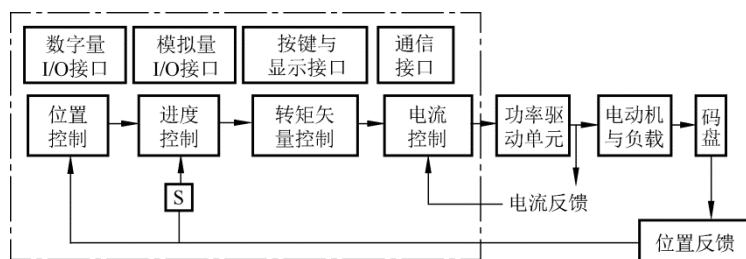 数字量
I/O接口
模拟量
I/O接口
按键与
显示接口
通信
接口
位置
控制
进度
控制
转矩矢
量控制
电流
控制
功率驱
动单元
电动机
与负载
码盘
S
电流反馈
位置反馈